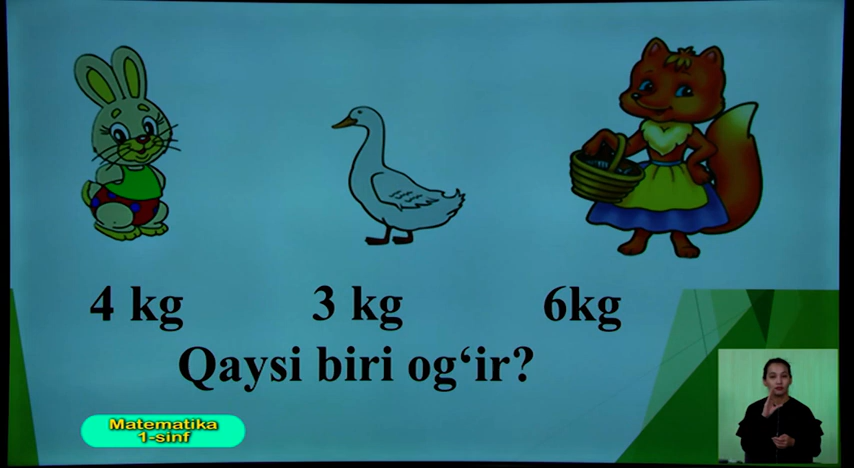 4 kg 3 kg 6kg
Qaysi biri og‘ir?
Matematika
1-sinf